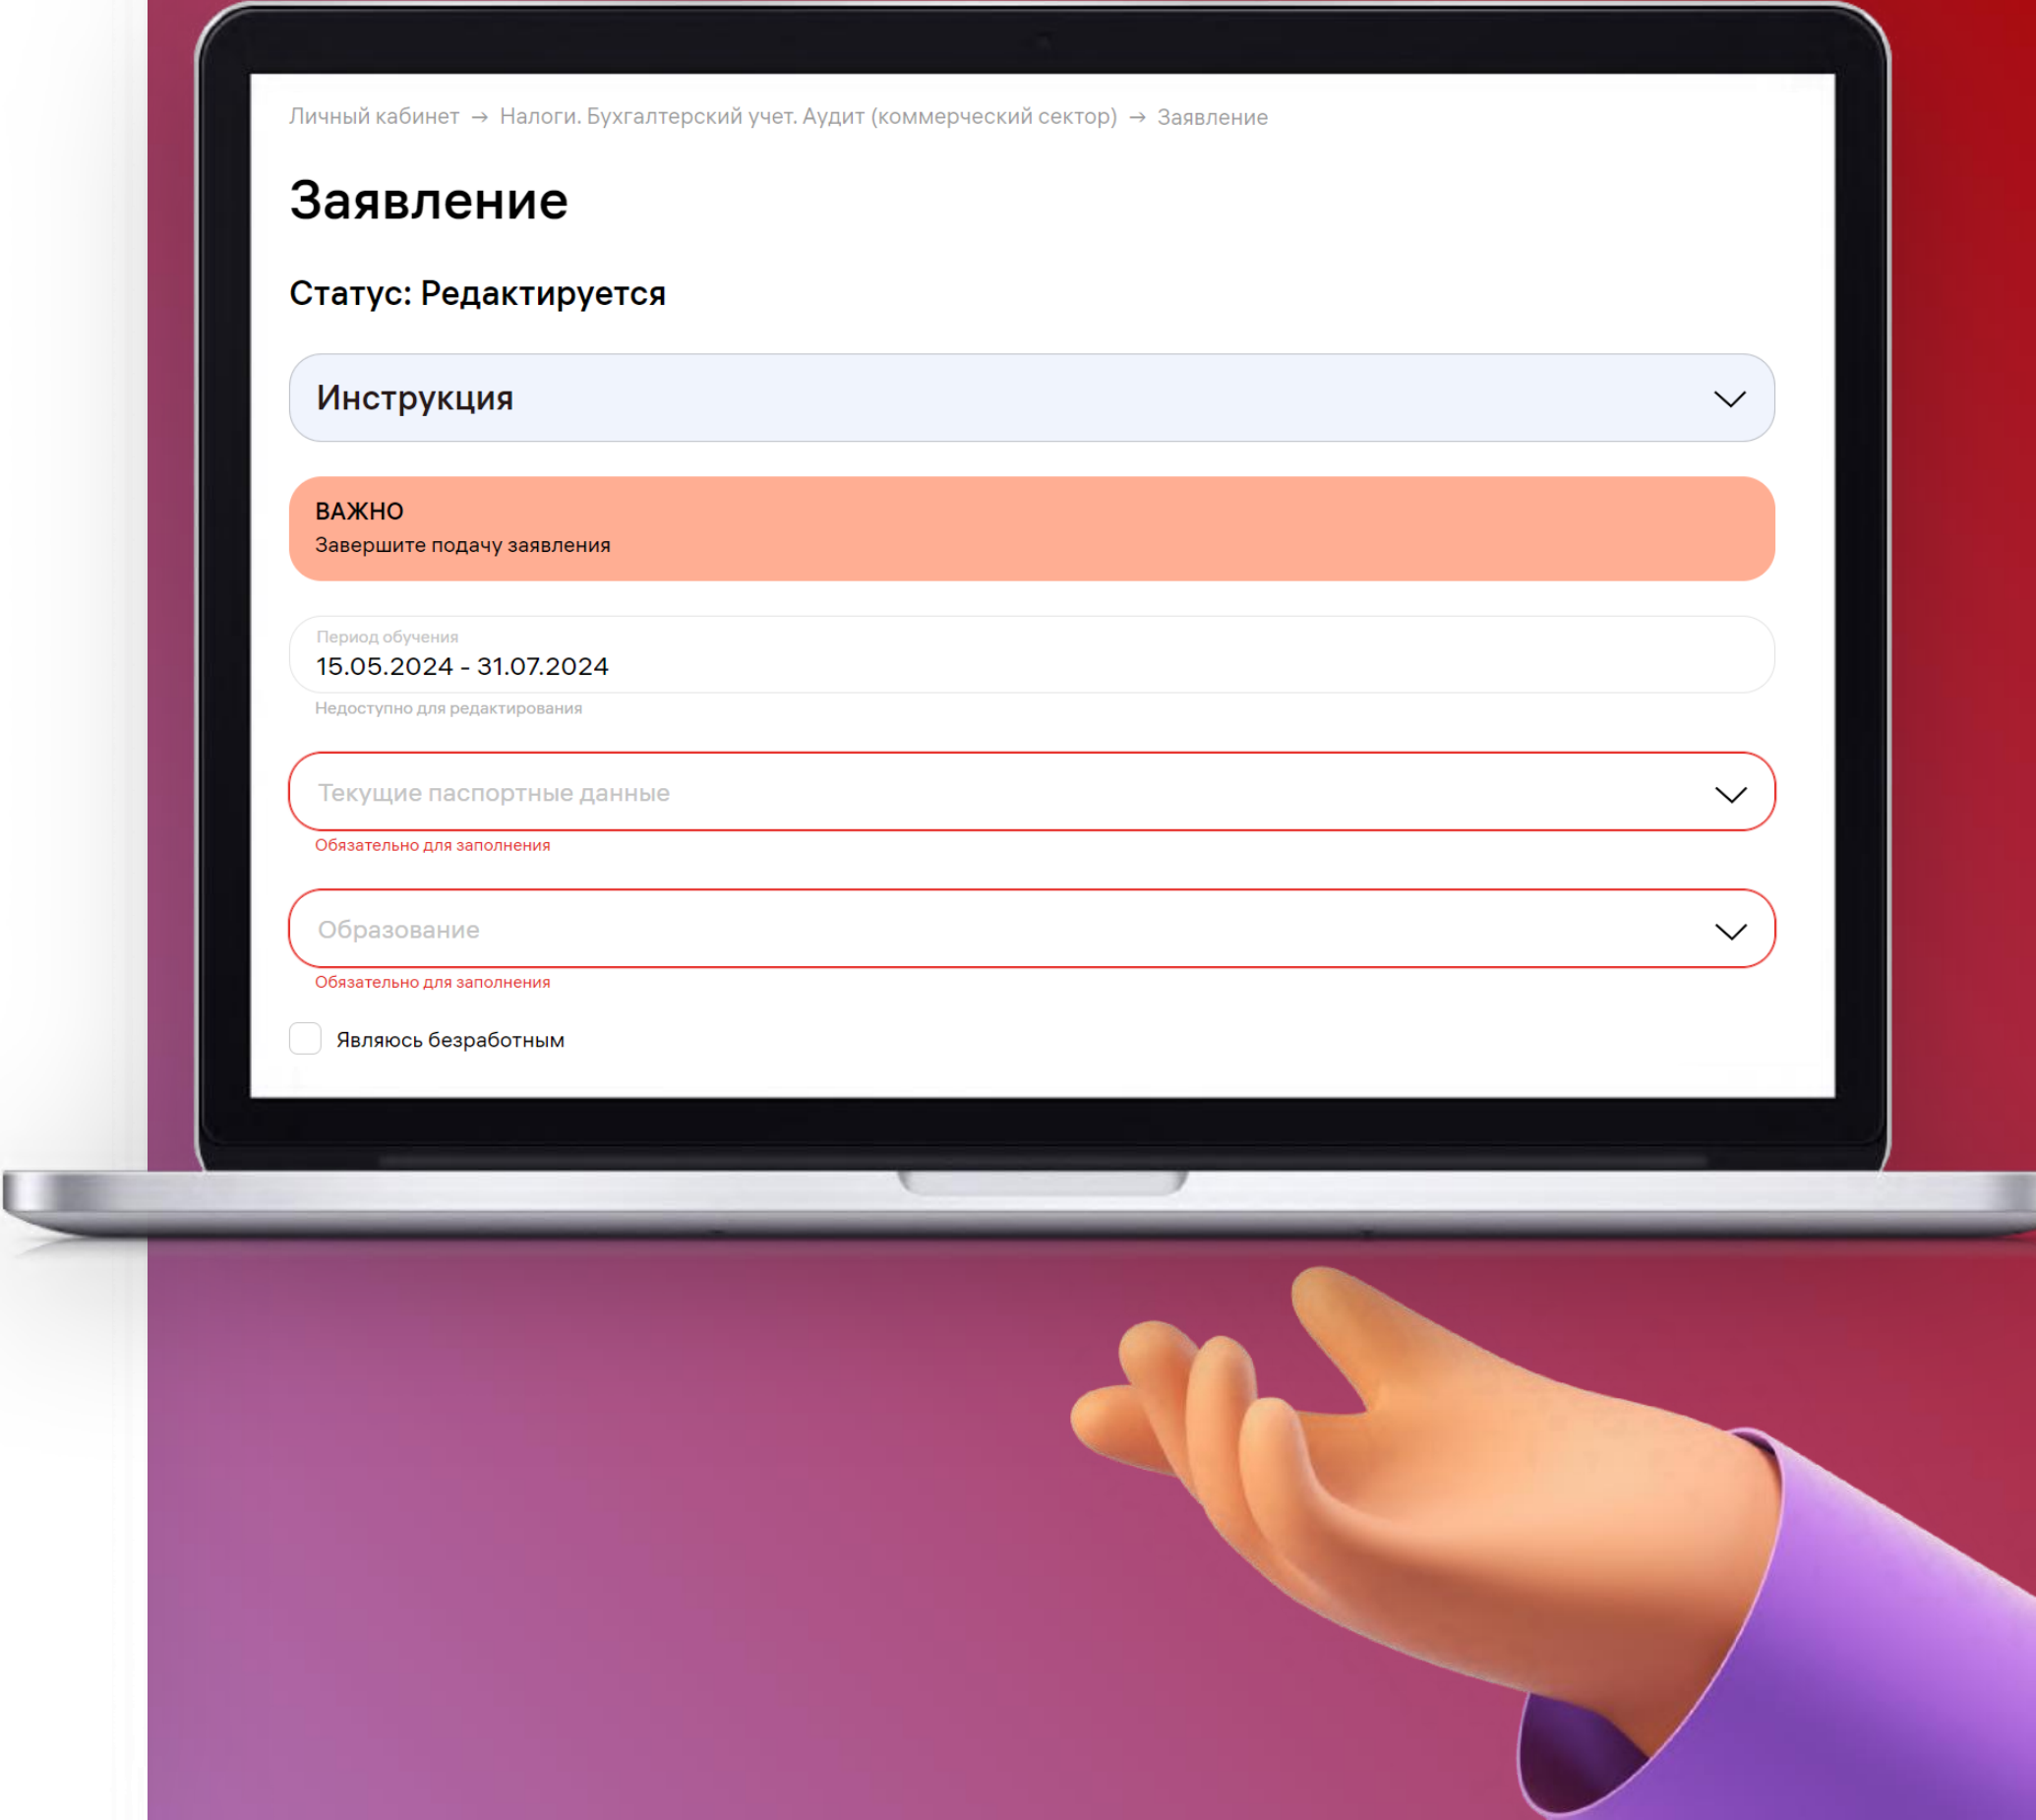 Личный кабинет → Налоги. Бухгалтерский учет. Аудит (коммерческий сектор) → Заявление
Заявление
Статус: Редактируется
Инструкция
ВАЖНО
Завершите подачу заявления
Период обучения
15.05.2024 - 31.07.2024
Недоступно для редактирования
Текущие паспортные данные
Обязательно для заполнения
Образование
Обязательно для заполнения
Являюсь безработным